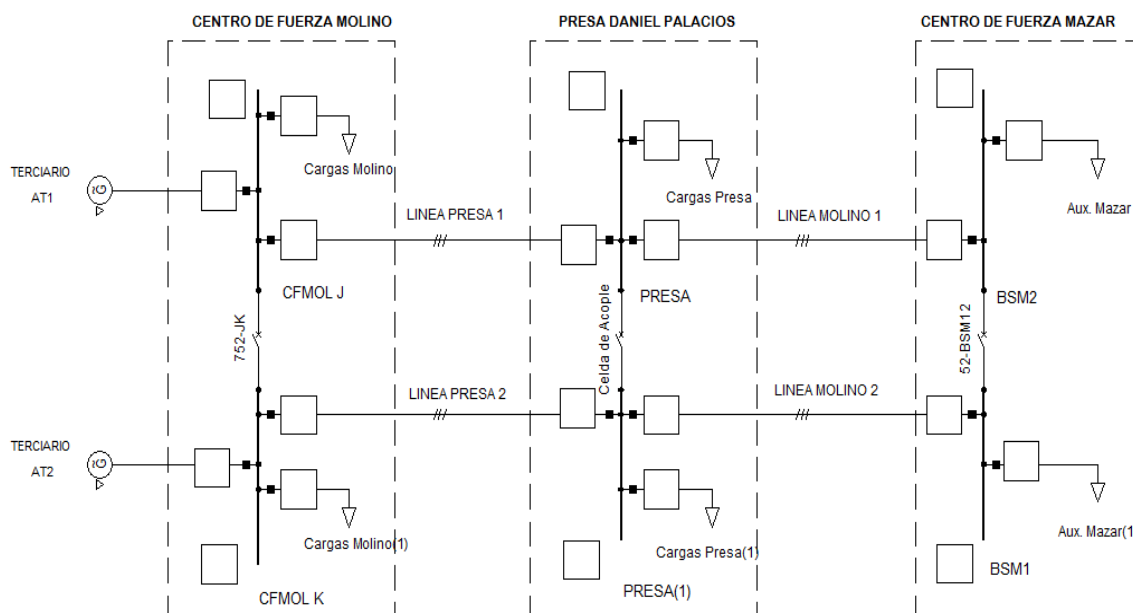 CENTRO DE FUERZA MOLINO
PRESA DANIEL PALACIOS
CENTRO DE FUERZA MAZAR
TERCIARIO
AT1
G
Cargas Molino
Cargas Presa
Aux. Mazar
LINEA PRESA 1
LINEA MOLINO 1
CFMOL J
PRESA
BSM2
752-JK
Celda de Acople
52-BSM12
LINEA PRESA 2
LINEA MOLINO 2
TERCIARIO
AT2
G
Cargas Molino(1)
Cargas Presa(1)
Aux. Mazar(1
CFMOL K
PRESA(1)
BSM1